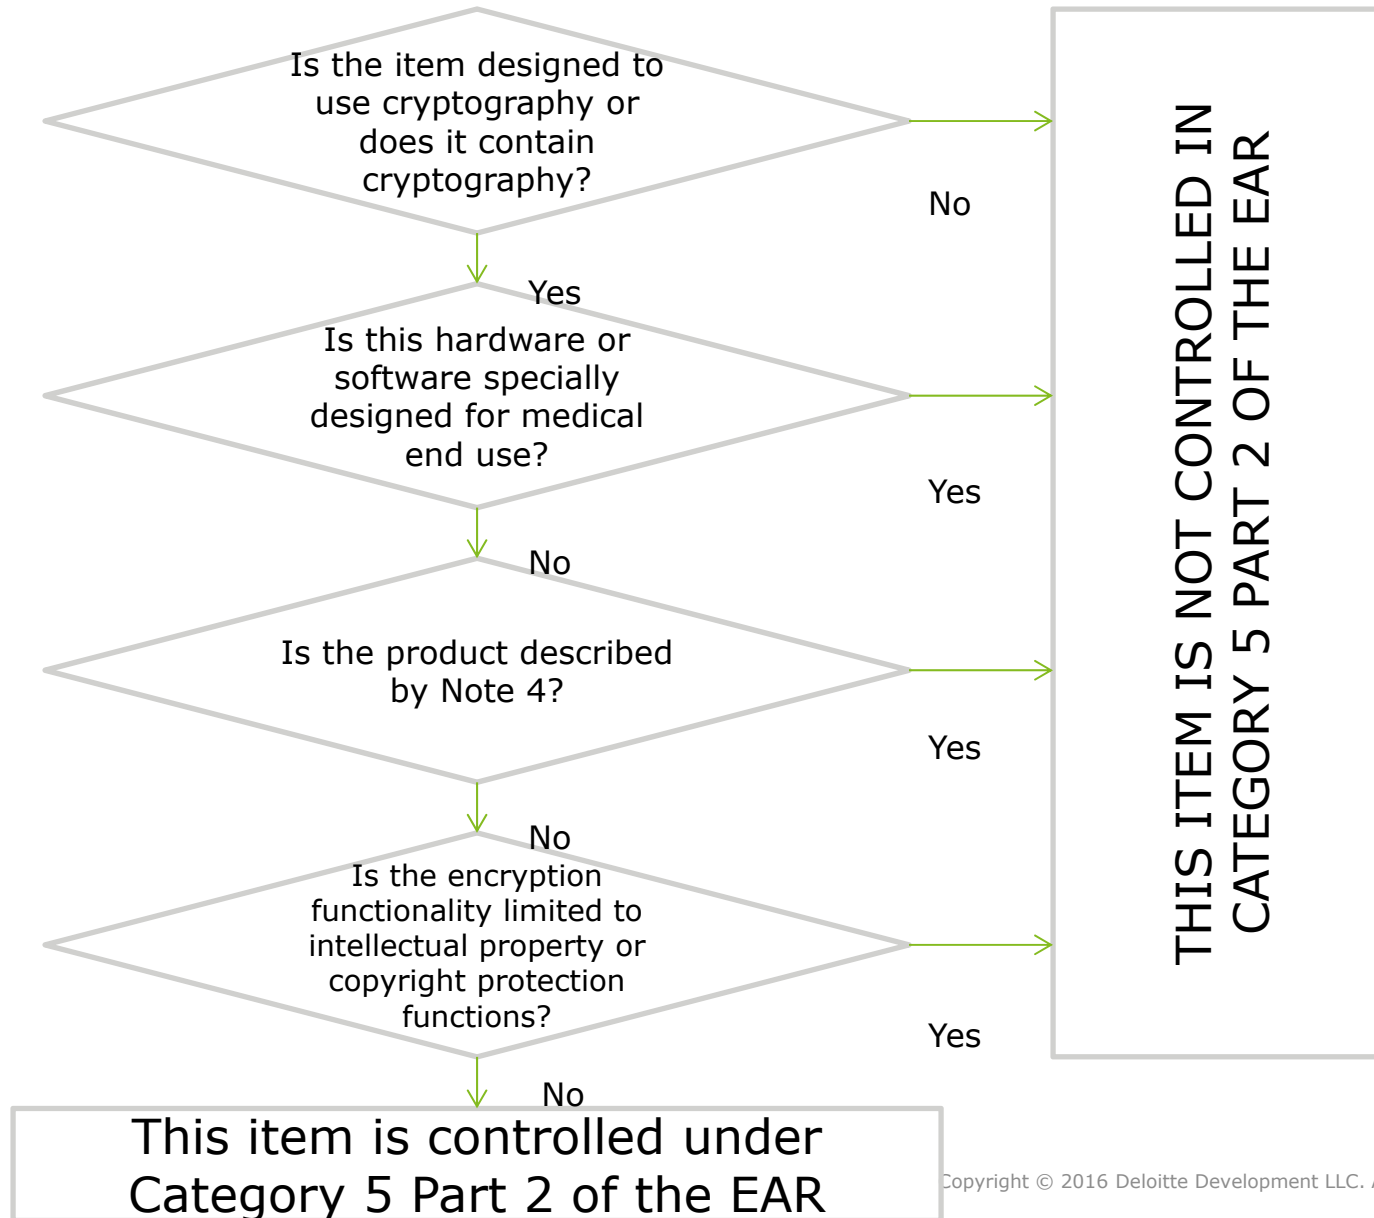 Is the item designed to
use cryptography or
does it contain
cryptography?
No
Yes
Is this hardware or
software specially
designed for medical
end use?
Yes
No
Is the product described
by Note 4?
Yes
No
Is the encryption
functionality limited to
intellectual property or
copyright protection
functions?
Yes
No
This item is controlled under
Category 5 Part 2 of the EAR
THIS ITEM IS NOT CONTROLLED IN
CATEGORY 5 PART 2 OF THE EAR
Copyright © 2016 Deloitte Development LLC.